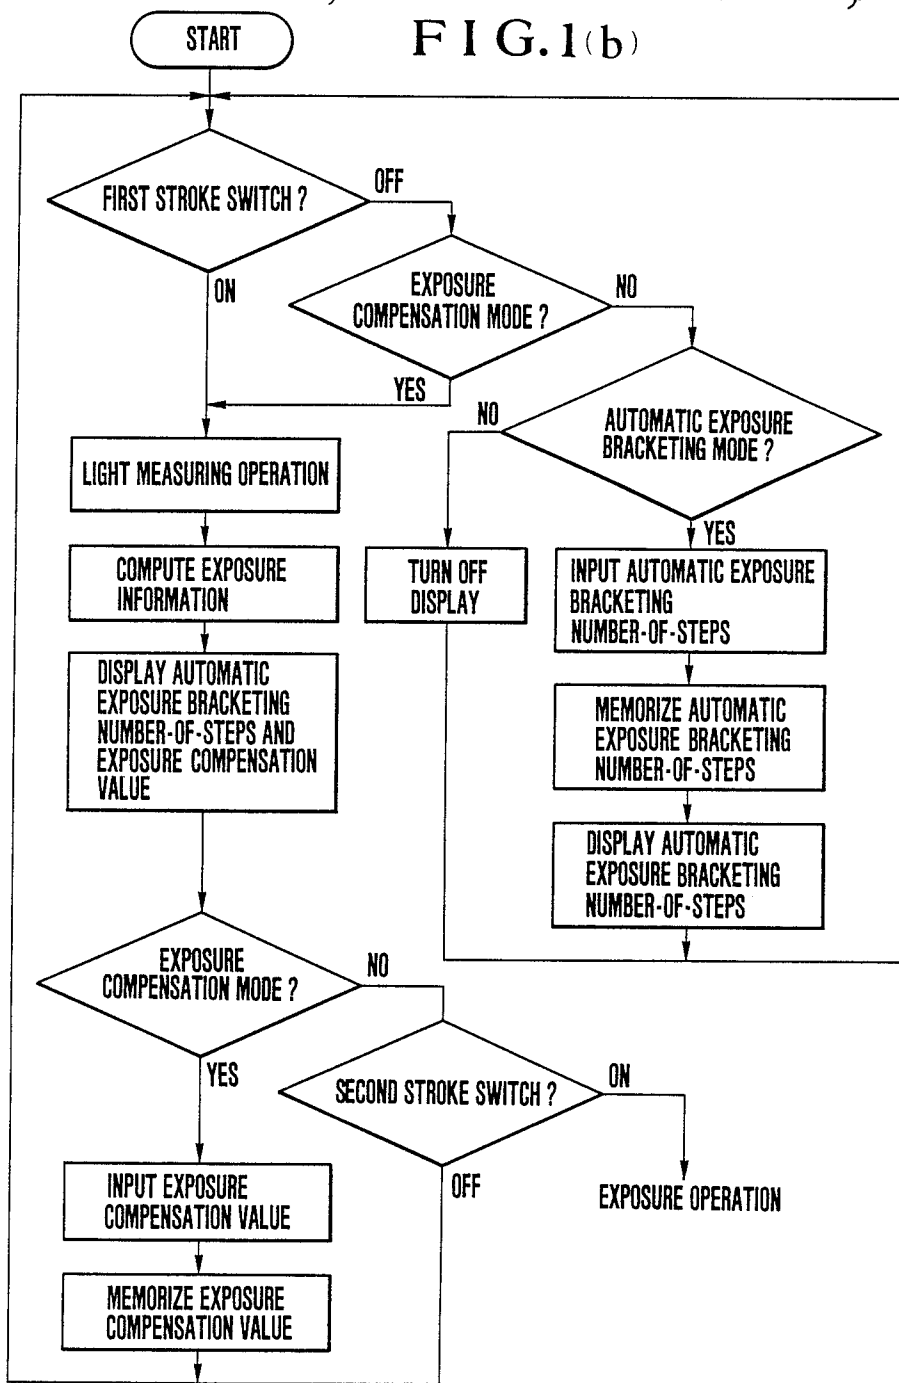 FIG.1(b)
START
FIRST STROKE SWITCH ?
OFF
ON
EXPOSURE
COMPENSATION MODE ?
NO
YES
AUTOMATIC EXPOSURE
BRACKETING MODE ?
NO
YES
LIGHT MEASURING OPERATION
COMPUTE EXPOSURE
INFORMATION
TURN OFF
DISPLAY
INPUT AUTOMATIC EXPOSURE
BRACKETING
NUMBER-OF-STEPS
DISPLAY AUTOMATIC
EXPOSURE BRACKETING
NUMBER-OF-STEPS AND
EXPOSURE COMPENSATION
VALUE
MEMORIZE AUTOMATIC
EXPOSURE BRACKETING
NUMBER-OF-STEPS
DISPLAY AUTOMATIC
EXPOSURE BRACKETING
NUMBER-OF-STEPS
EXPOSURE
COMPENSATION MODE ?
NO
YES
SECOND STROKE SWITCH ?
ON
OFF
EXPOSURE OPERATION
INPUT EXPOSURE
COMPENSATION VALUE
MEMORIZE EXPOSURE
COMPENSATION VALUE